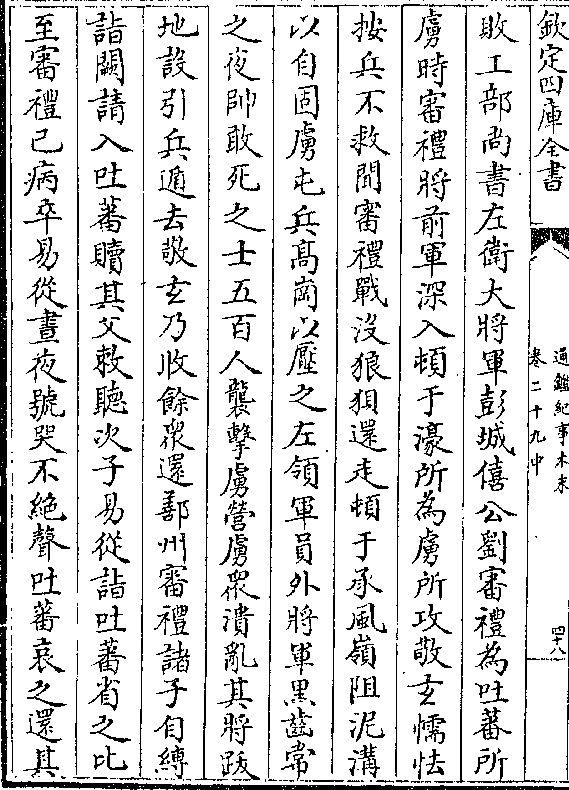 欽定四庫全書
通鑑紀事本末
卷二十九中
四十八
敗工部尚書左衛大將軍彭城僖公劉審禮為吐蕃所
虜時審禮將前軍深入頓于濠所為虜所攻敬玄懦怯
按兵不救聞審禮戰沒狼狽還走頓于承風嶺阻泥溝
以自固虜屯兵髙岡以壓之左領軍員外將軍黒齒常
之夜帥敢死之士五百人襲擊虜營虜衆潰亂其將跋
地設引兵遁去敬玄乃收餘衆還鄯州審禮諸子自縛
詣闕請入吐蕃贖其父敕聽次子易從詣吐蕃省之比
至審禮已病卒易從晝夜號哭不絶聲吐蕃哀之還其